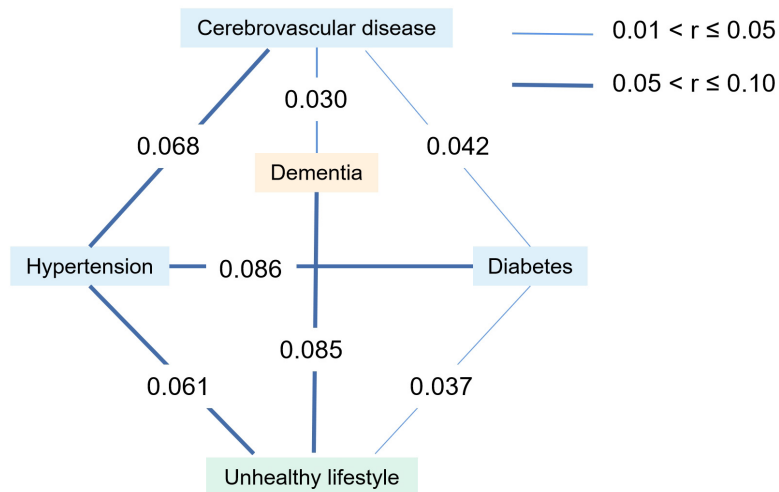 Cerebrovascular disease
0.01 < r ≤ 0.05
0.05 < r ≤ 0.10
0.030
0.068
0.042
Dementia
Hypertension
0.086
Diabetes
0.085
0.061
0.037
Unhealthy lifestyle